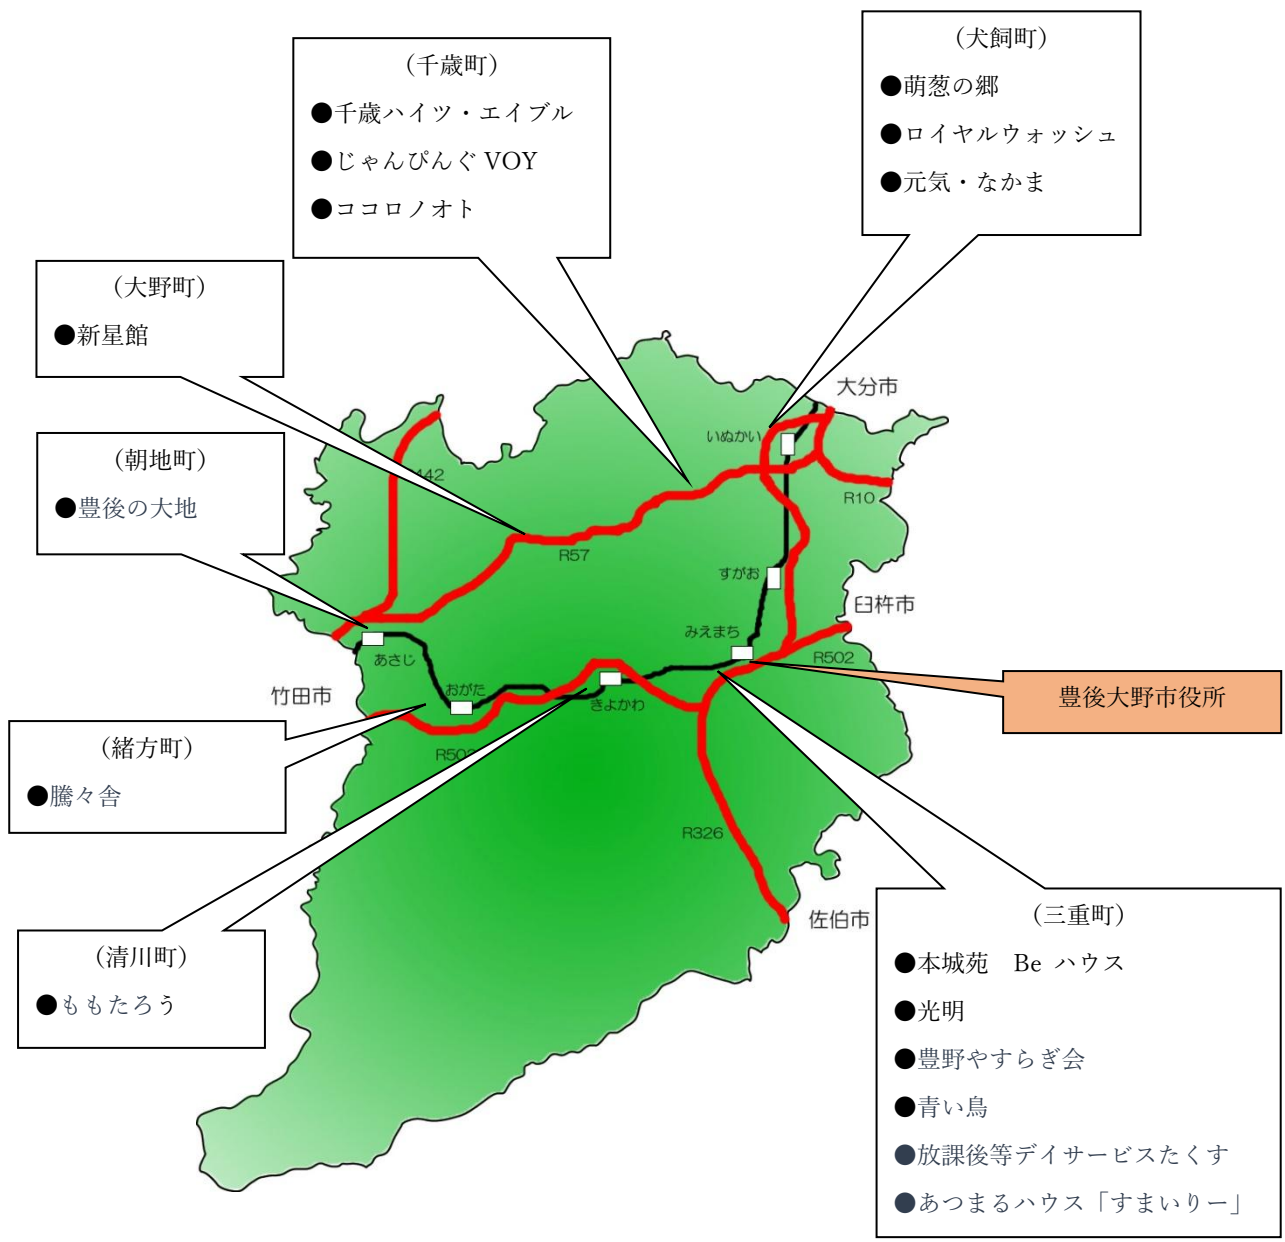 （犬飼町）
●萌葱の郷
●ロイヤルウォッシュ
●元気・なかま
（千歳町）
●千歳ハイツ・エイブル
●じゃんぴんぐ VOY
●ココロノオト
（大野町）
●新星館
（朝地町）
●豊後の大地
大分市
いぬかい
442
R10
R57
すがお
臼杵市
みえまち
R502
あさじ
竹田市
おがた
きよかわ
豊後大野市役所
（緒方町）
●騰々舎
R502
R326
佐伯市
（清川町）
●ももたろう
（三重町）
●本城苑　Be ハウス
●光明
●豊野やすらぎ会
●青い鳥
●放課後等デイサービスたくす
●あつまるハウス「すまいりー」